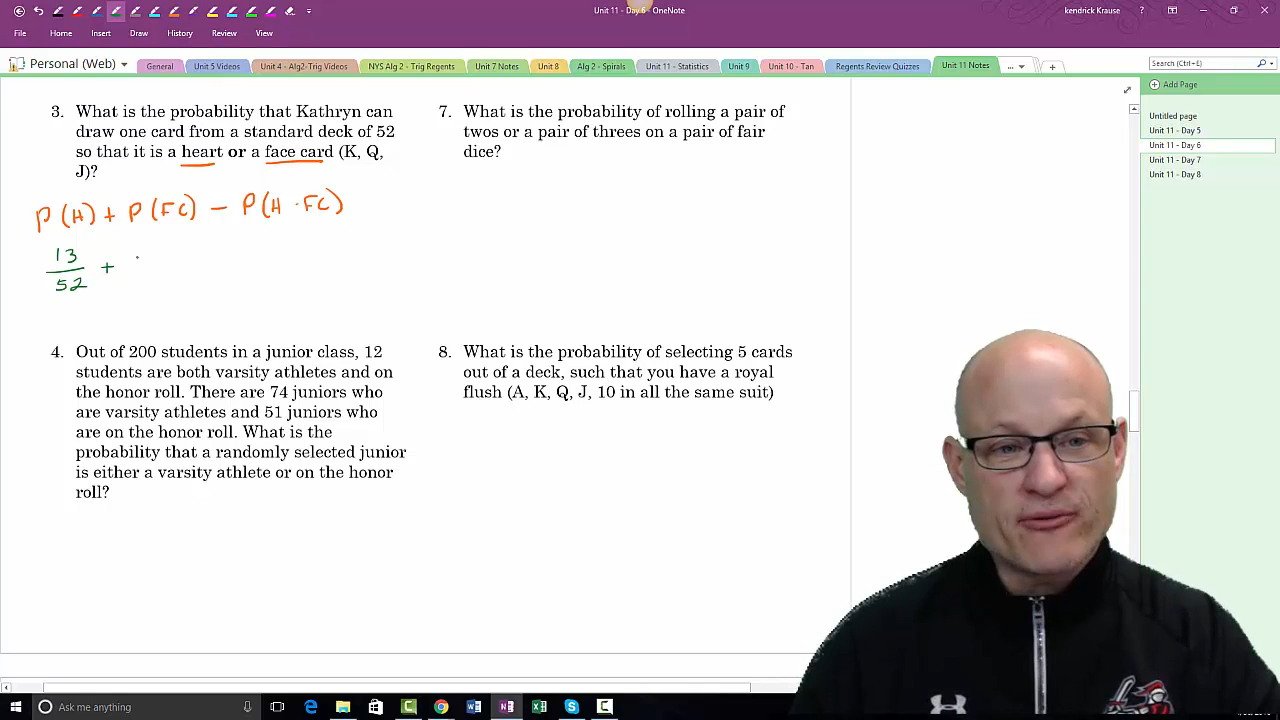 Unit 11 - Day 6 - OneNote
kendrick Krause
File Home Insert Draw History Review View
Personal (Web) General Unit 5 Videos Unit 4 - Alg2-Trig Videos NYS Alg 2 - Trig Regents Unit 7 Notes Unit 8 Alg 2 - Spirals Unit 11 - Statistics Unit 9 Unit 10 - Tan Regents Review Quizzes Unit 11 Notes ...
Search (Ctrl+E)
Add Page
Untitled page
Unit 11 - Day 5
Unit 11 - Day 6
Unit 11 - Day 7
Unit 11 - Day 8
3. What is the probability that Kathryn can
draw one card from a standard deck of 52
so that it is a heart or a face card (K, Q,
J)?
P(H) + P(FC) - P(H · FC)
13
52
+
4. Out of 200 students in a junior class, 12
students are both varsity athletes and on
the honor roll. There are 74 juniors who
are varsity athletes and 51 juniors who
are on the honor roll. What is the
probability that a randomly selected junior
is either a varsity athlete or on the honor
roll?
7. What is the probability of rolling a pair of
twos or a pair of threes on a pair of fair
dice?
8. What is the probability of selecting 5 cards
out of a deck, such that you have a royal
flush (A, K, Q, J, 10 in all the same suit)
Ask me anything